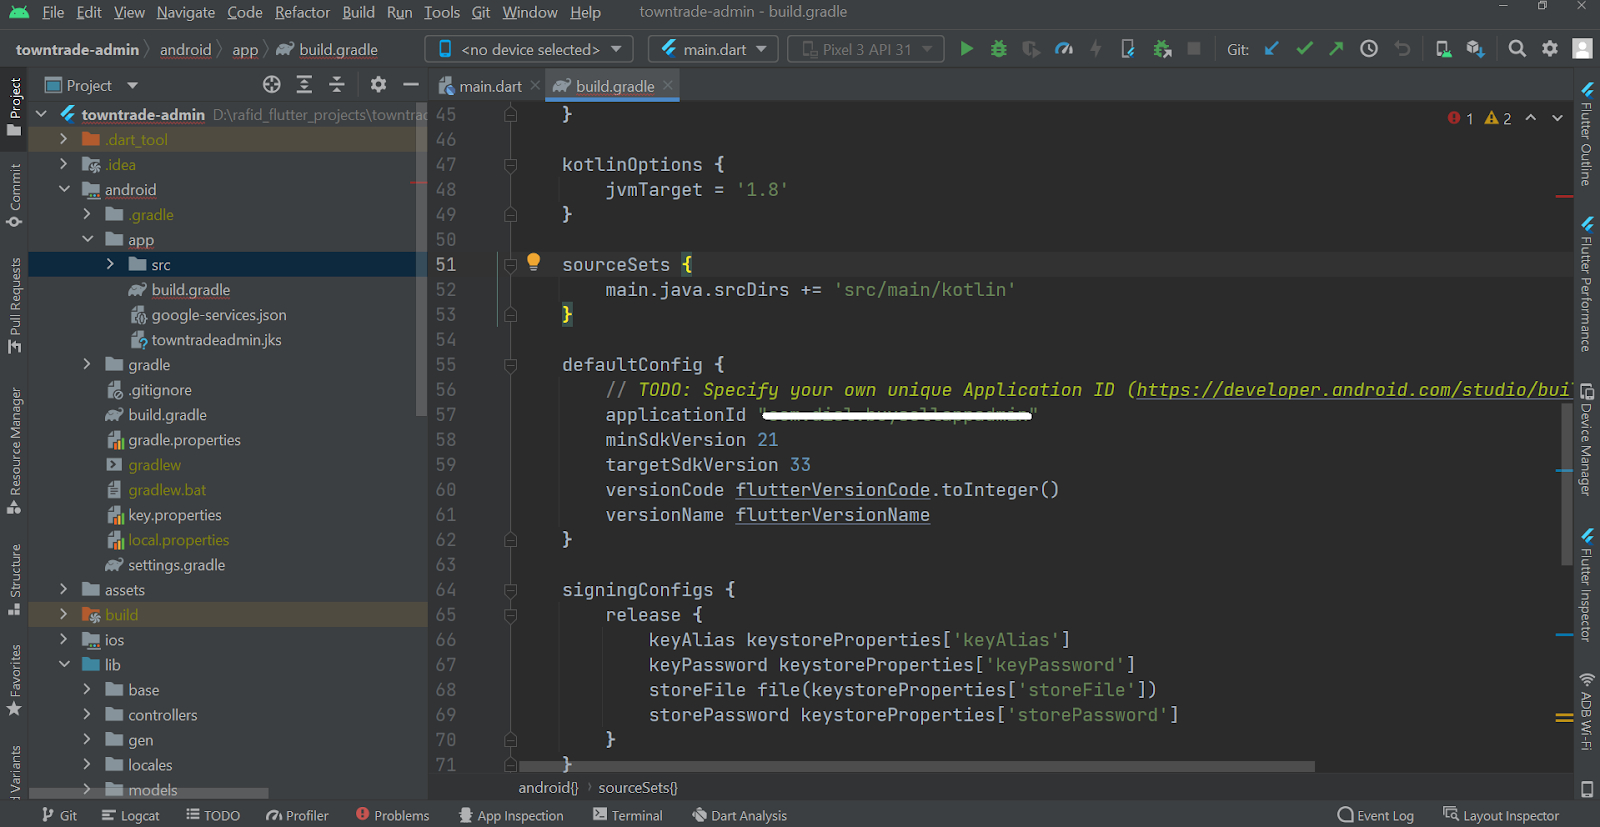 File Edit View Navigate Code Refactor Build Run Tools Git Window Help towntrade-admin - build.gradle
towntrade-admin android app build.gradle <no device selected> main.dart Pixel 3 API 31 Git:
Project
main.dart build.gradle
towntrade-admin D:\rafid_flutter_projects\towntrad
.dart_tool
.idea
android
.gradle
app
src
build.gradle
google-services.json
towntradeadmin.jks
gradle
.gitignore
build.gradle
gradle.properties
gradlew
gradlew.bat
key.properties
local.properties
settings.gradle
assets
build
ios
lib
base
controllers
gen
locales
models
Project
Commit
Pull Requests
Resource Manager
Structure
Favorites
d Variants
1 2
45 }
46
47 kotlinOptions {
48 jvmTarget = '1.8'
49 }
50
51 sourceSets {
52 main.java.srcDirs += 'src/main/kotlin'
53 }
54
55 defaultConfig {
56 // TODO: Specify your own unique Application ID (https://developer.android.com/studio/buil
57 applicationId "
58 minSdkVersion 21
59 targetSdkVersion 33
60 versionCode flutterVersionCode.toInteger()
61 versionName flutterVersionName
62 }
63
64 signingConfigs {
65 release {
66 keyAlias keystoreProperties['keyAlias']
67 keyPassword keystoreProperties['keyPassword']
68 storeFile file(keystoreProperties['storeFile'])
69 storePassword keystoreProperties['storePassword']
70 }
71 }
android{} sourceSets{}
Flutter Outline
Flutter Performance
Device Manager
Flutter Inspector
ADB Wi-Fi
Git Logcat TODO Profiler Problems App Inspection Terminal Dart Analysis Event Log Layout Inspector